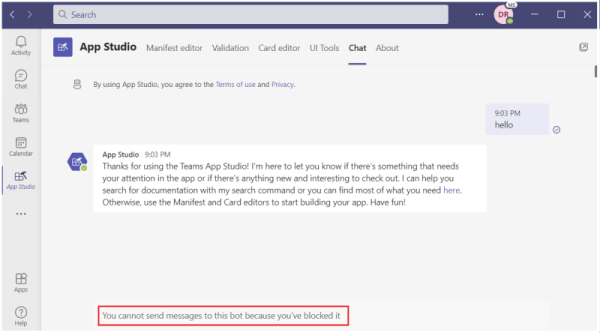 Search
...
DR
MS
Activity
Chat
Teams
Calendar
App Studio
...
Apps
Help
App Studio
Manifest editor
Validation
Card editor
UI Tools
Chat
About
By using App Studio, you agree to the Terms of use and Privacy.
9:03 PM
hello
App Studio 9:03 PM
Thanks for using the Teams App Studio! I'm here to let you know if there's something that needs
your attention in the app or if there's anything new and interesting to check out. I can help you
search for documentation with my search command or you can find most of what you need here.
Otherwise, use the Manifest and Card editors to start building your app. Have fun!
You cannot send messages to this bot because you've blocked it